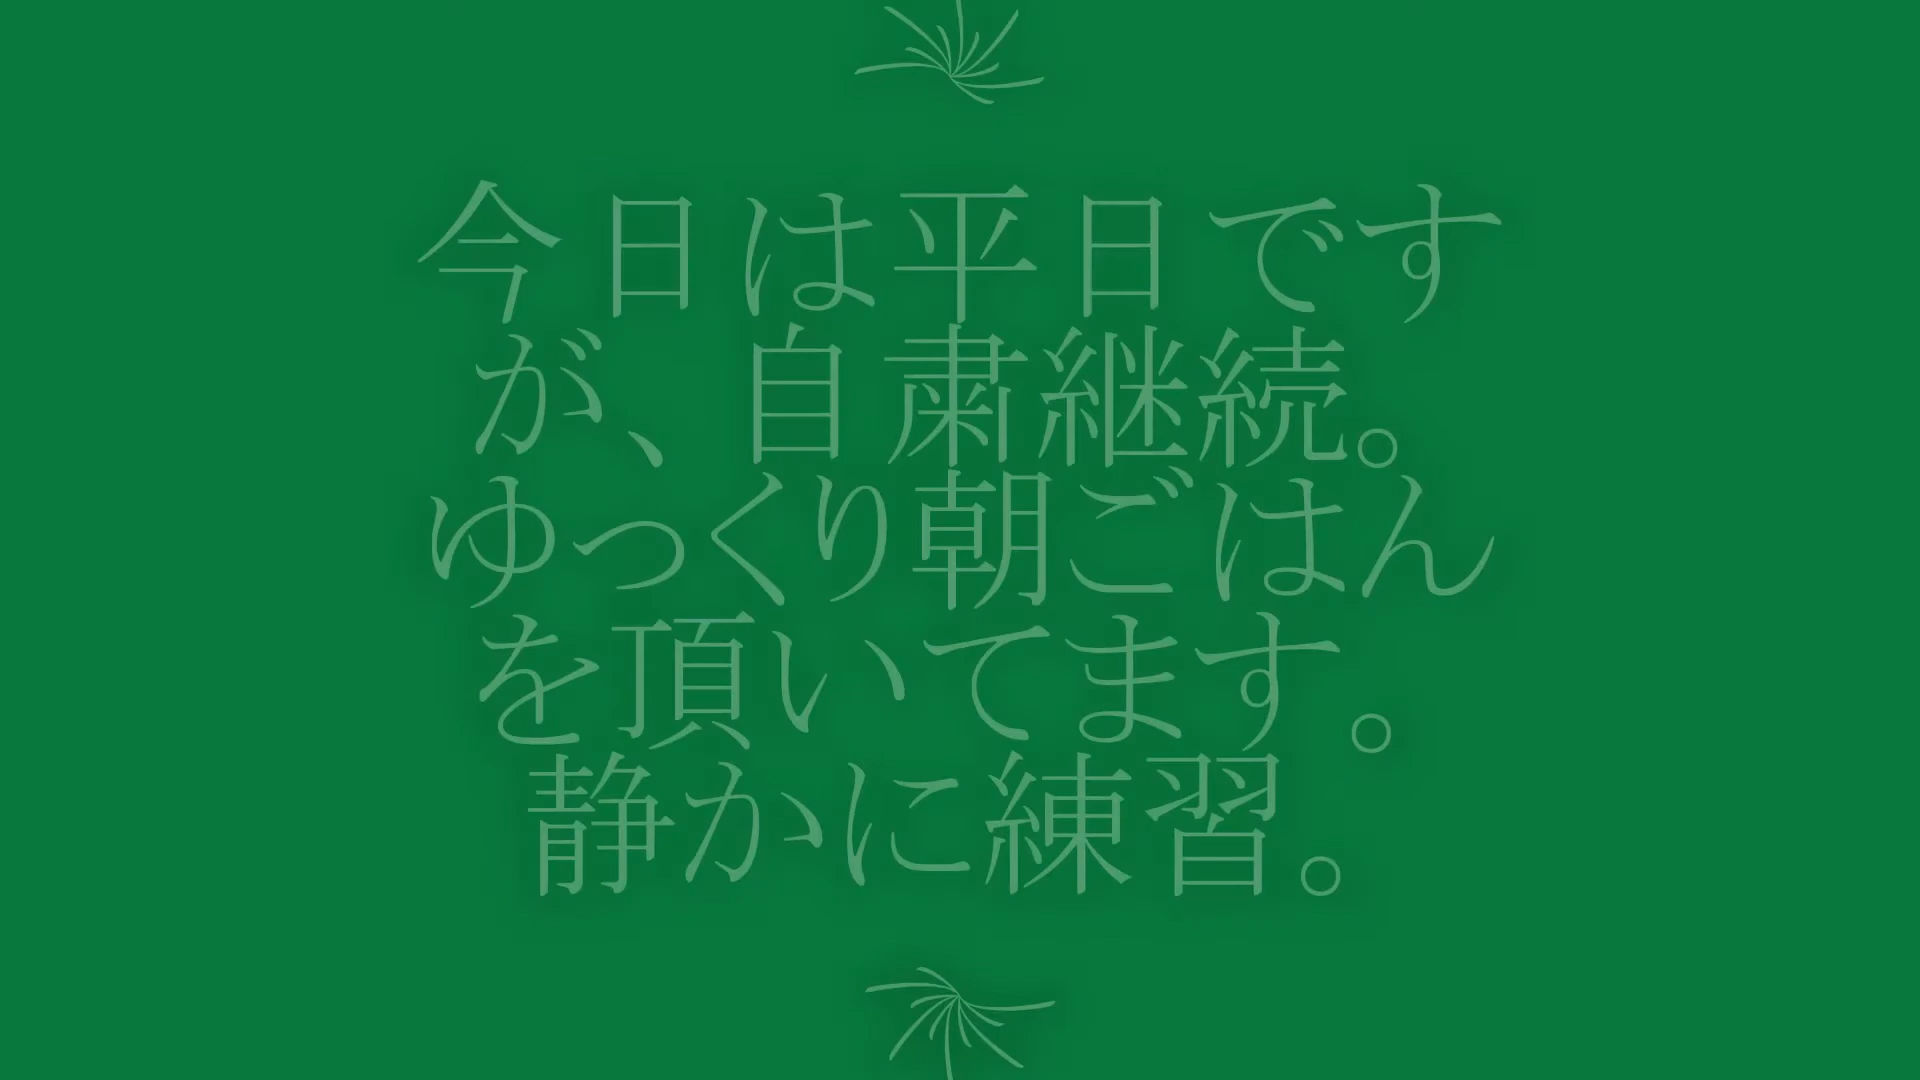 今日は平日です
が、自粛継続。
ゆっくり朝ごはん
を頂いてます。
静かに練習。